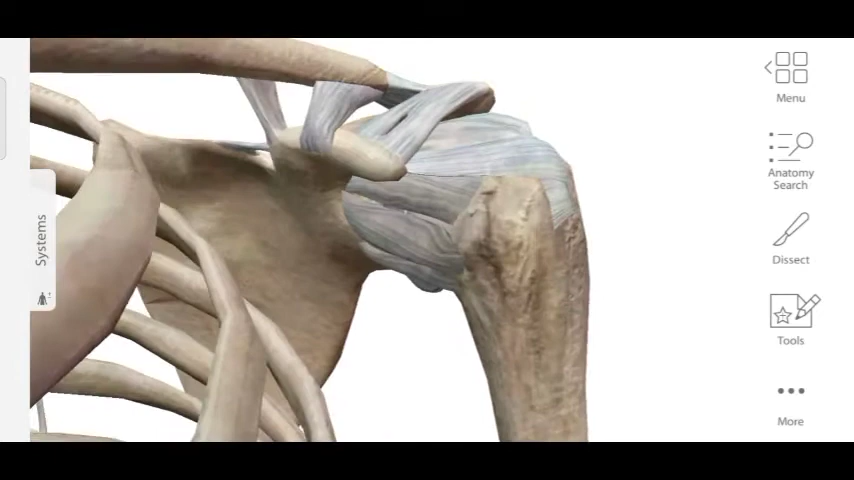 Systems
Menu
Anatomy
Search
Dissect
Tools
More